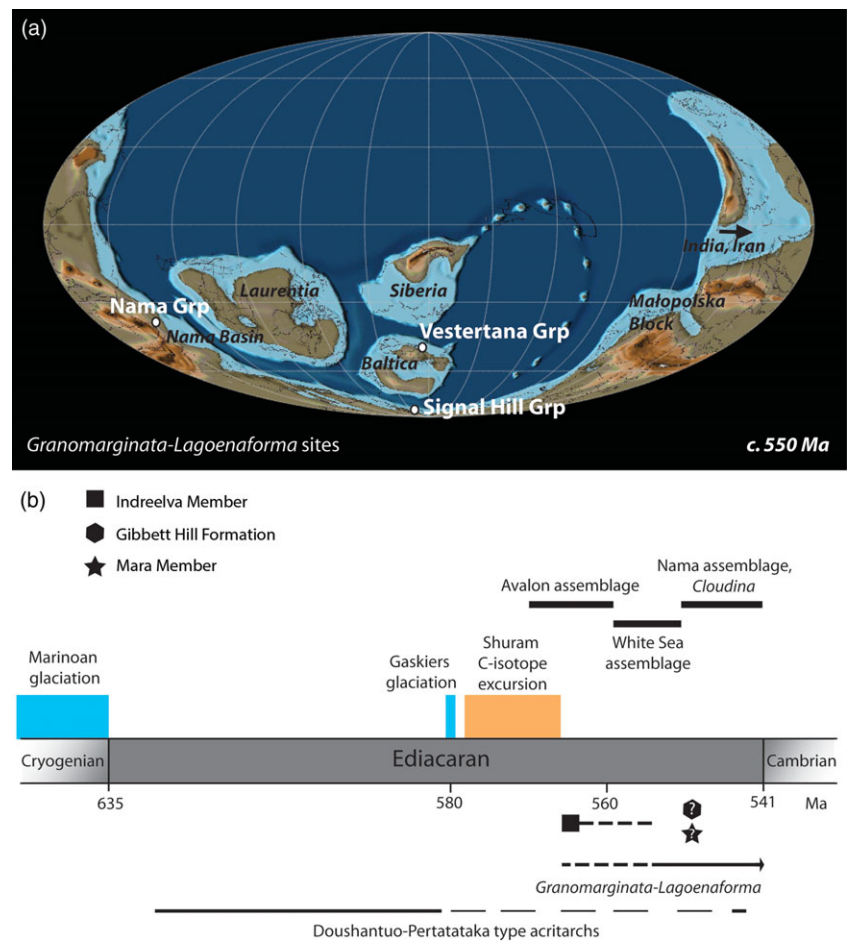 (a)
India, Iran
Laurentia
Siberia
Małopolska
Block
Nama Grp
Nama Basin
Vestertana Grp
Baltica
Signal Hill Grp
Granomarginata-Lagoenaforma sites
c. 550 Ma
(b)
Indreelva Member
Gibbett Hill Formation
Mara Member
Nama assemblage,
Cloudina
Avalon assemblage
White Sea
assemblage
Marinoan
glaciation
Gaskiers
glaciation
Shuram
C-isotope
excursion
Cryogenian
Ediacaran
Cambrian
635
580
560
541
Ma
?
?
Granomarginata-Lagoenaforma
Doushantuo-Pertatataka type acritarchs